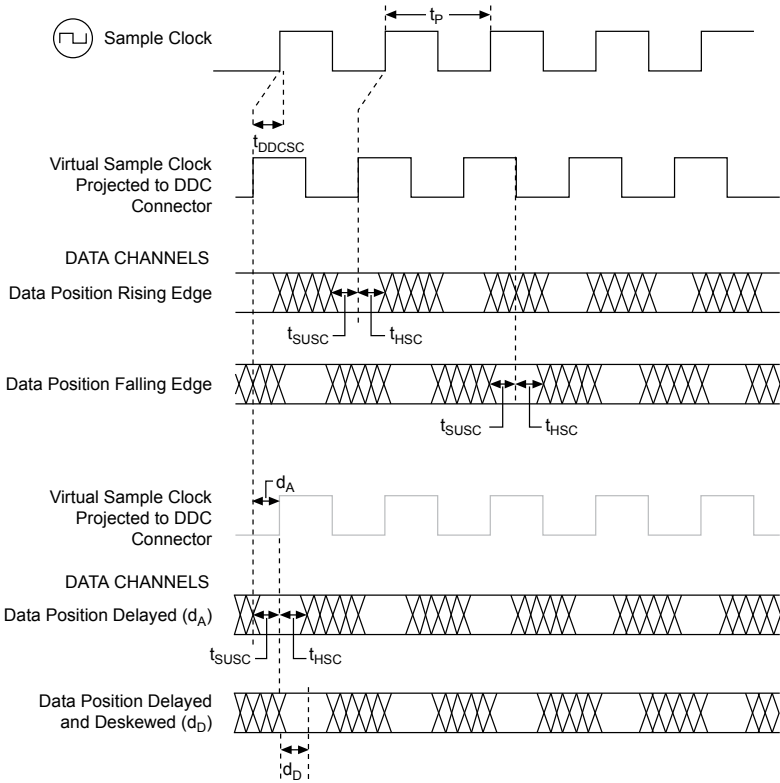 t_P
Sample Clock
t_DDCSC
Virtual Sample Clock
Projected to DDC
Connector
DATA CHANNELS
Data Position Rising Edge
t_SUSC
t_HSC
Data Position Falling Edge
t_SUSC
t_HSC
d_A
Virtual Sample Clock
Projected to DDC
Connector
DATA CHANNELS
Data Position Delayed (d_A)
t_SUSC
t_HSC
Data Position Delayed
and Deskewed (d_D)
d_D